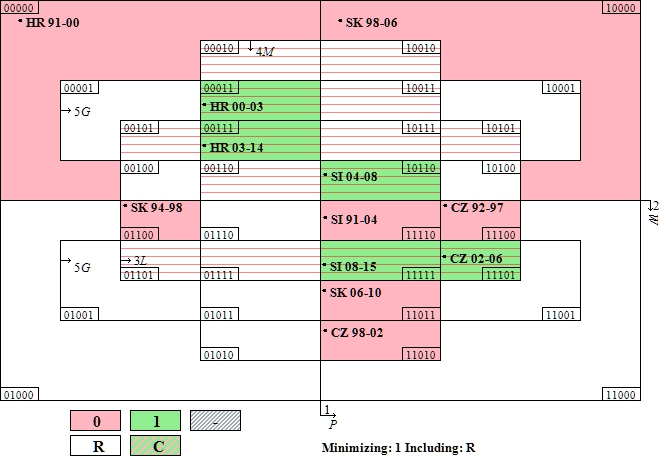 00000 10000
HR 91-00 SK 98-06
00010 4M 10010
00001 00011 10011 10001
HR 00-03
5G
00101 00111 10111 10101
HR 03-14
00100 00110 10110 10100
SI 04-08
SK 94-98 CZ 92-97 2
SI 91-04
01100 01110 11110 11100
CZ 02-06
5G 3L SI 08-15
01101 01111 11111 11101
SK 06-10
01001 01011 11011 11001
CZ 98-02
01010 11010
01000 11000
1
P
0 1 -
R C Minimizing: 1 Including: R